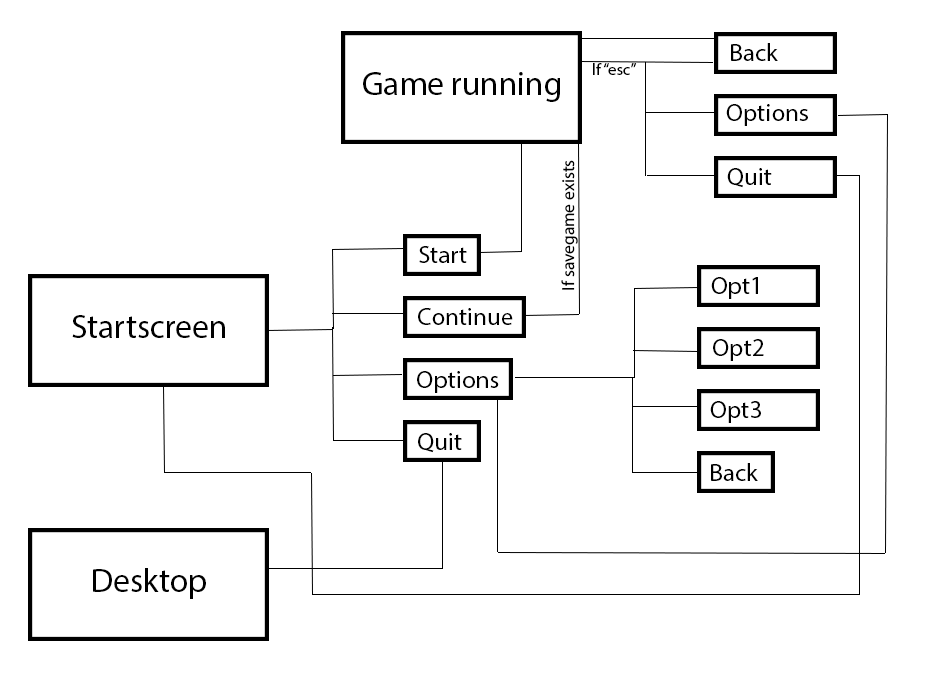 Game running
If "esc"
Back
Options
Quit
If savegame exists
Startscreen
Start
Continue
Options
Quit
Opt1
Opt2
Opt3
Back
Desktop